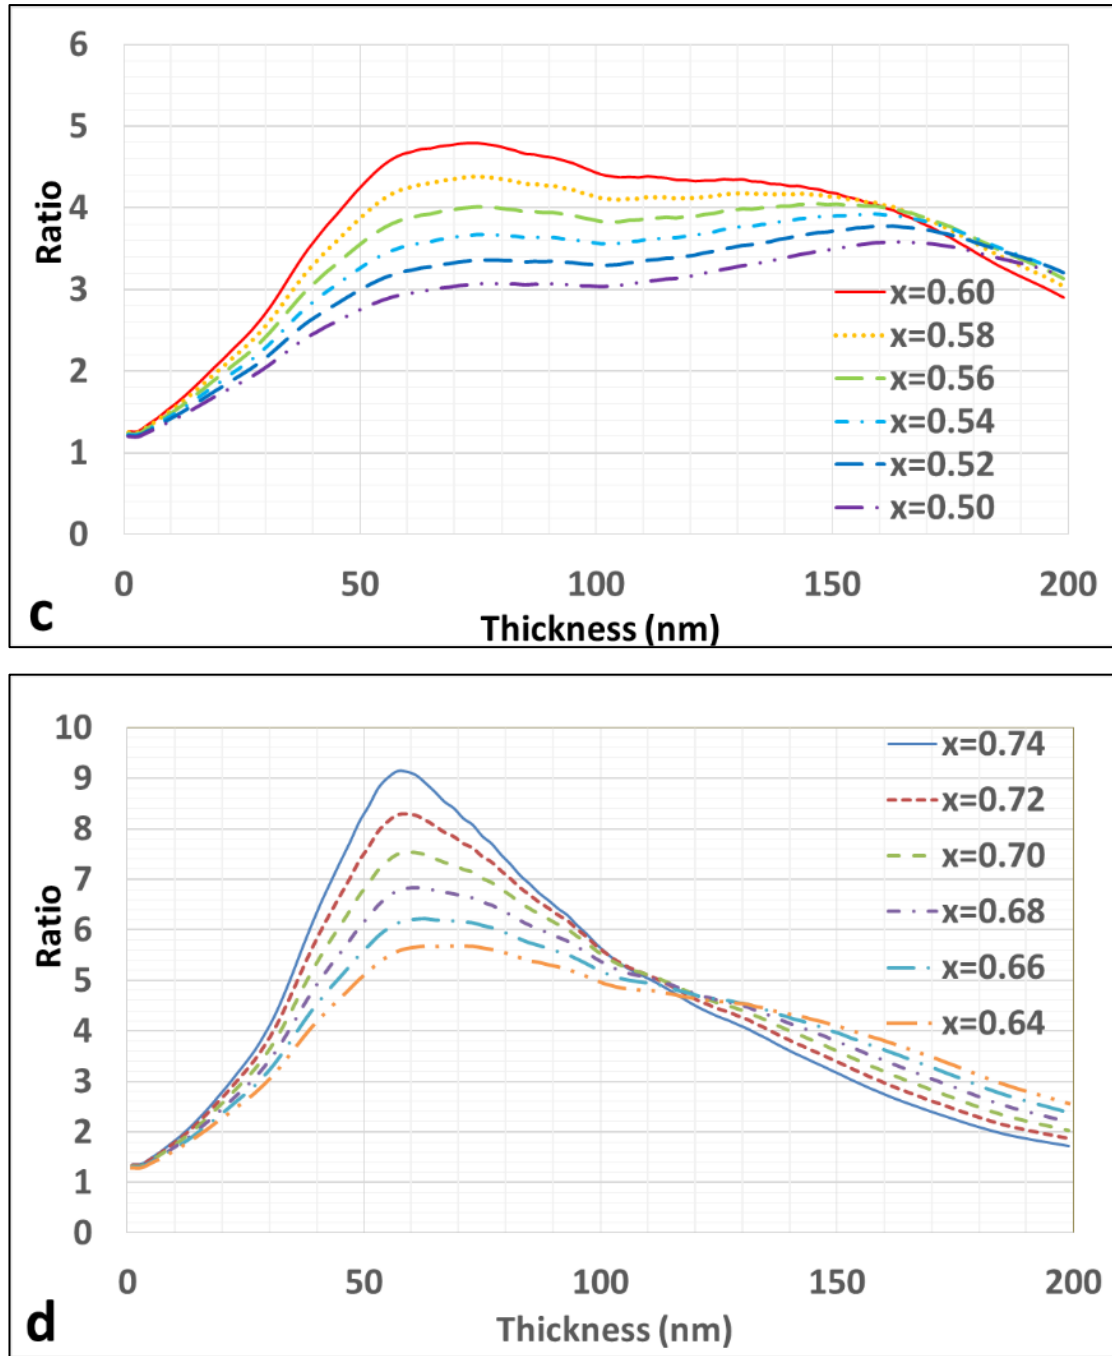 6
5
4
3
2
1
0
Ratio
x=0.60
x=0.58
x=0.56
x=0.54
x=0.52
x=0.50
0 50 100 150 200
Thickness (nm)
c
10
9
8
7
6
5
4
3
2
1
0
Ratio
x=0.74
x=0.72
x=0.70
x=0.68
x=0.66
x=0.64
0 50 100 150 200
Thickness (nm)
d